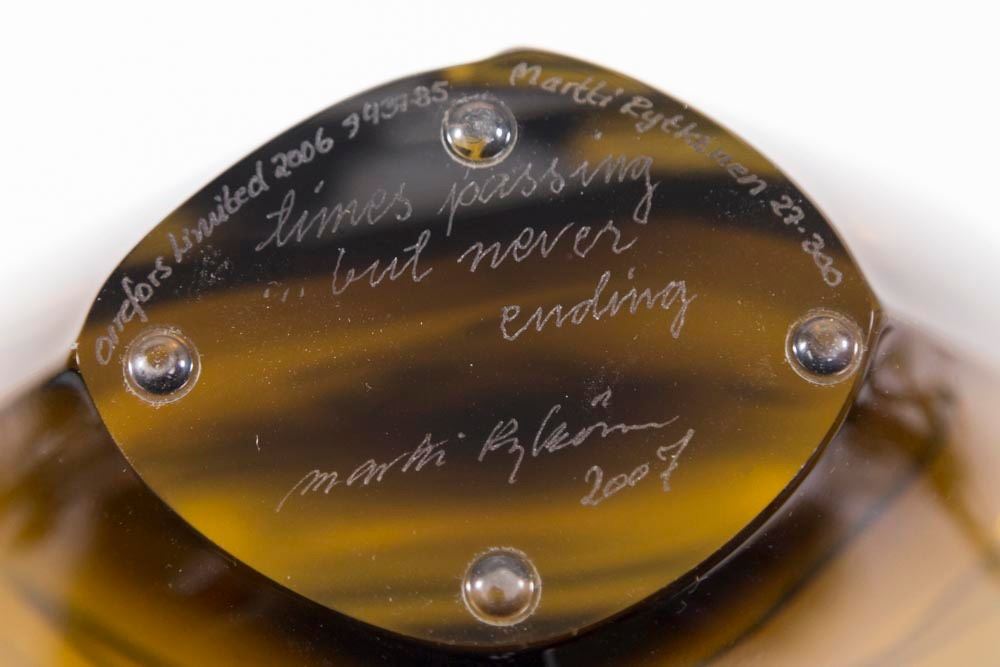 orrefors Limited 2006 943785
Martti Rytkönen 27-300
times passing
... but never
ending
Martti Rytkönen
2007